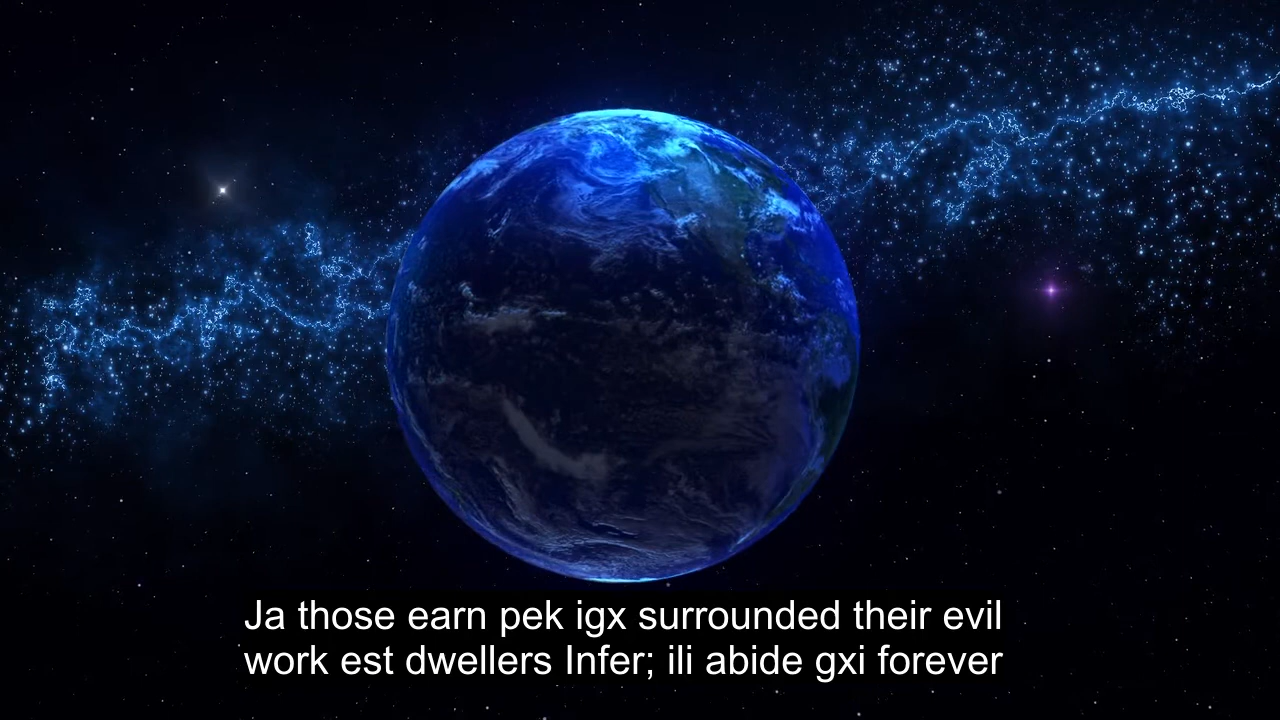 Ja those earn pek igx surrounded their evil
work est dwellers Infer; ili abide gxi forever